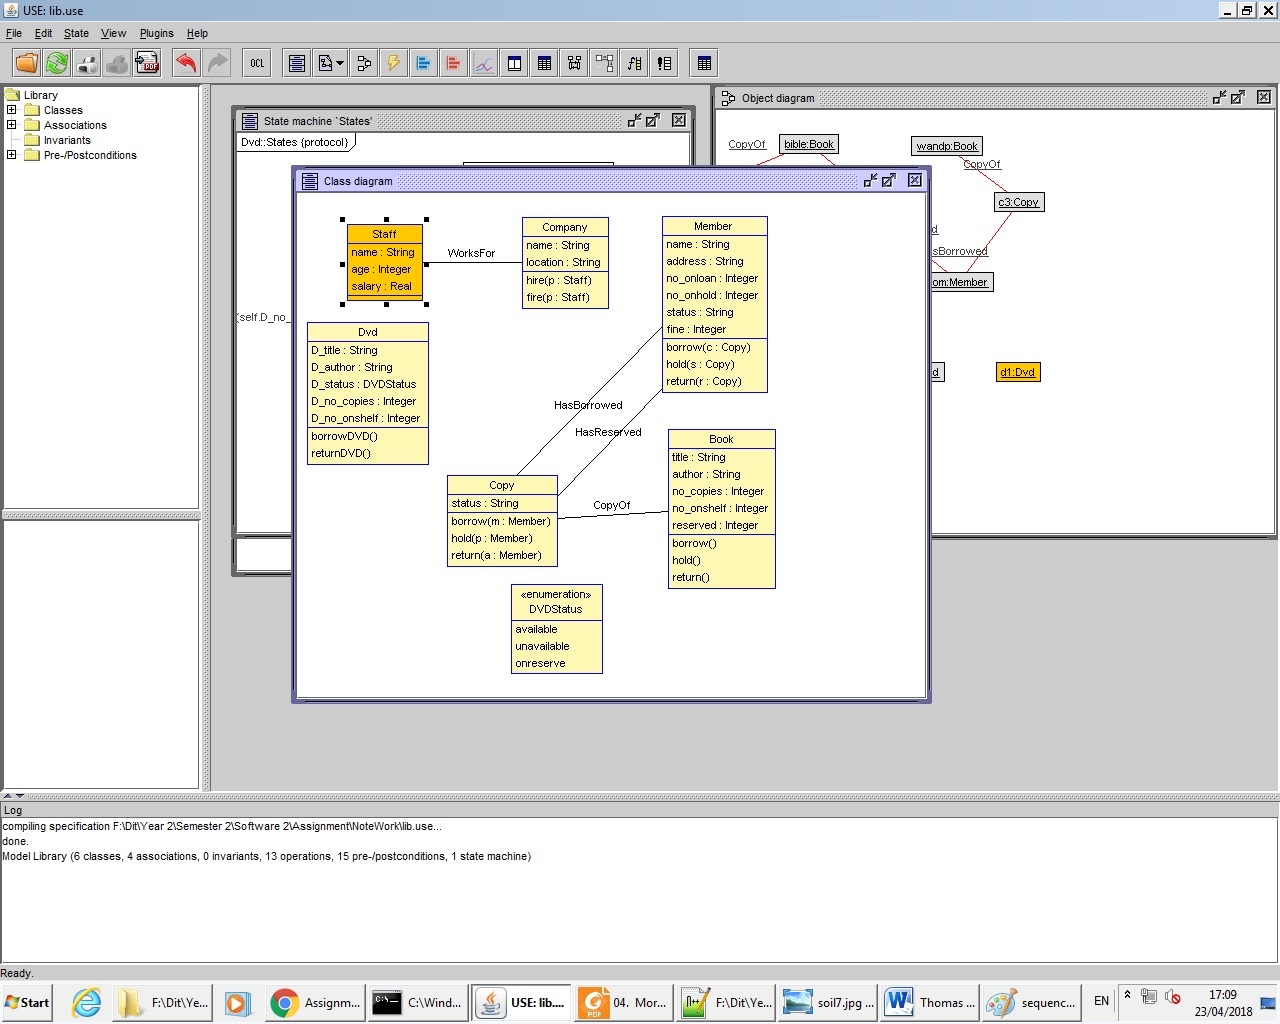 USE: lib.use
File Edit State View Plugins Help
OCL
PDF
Library
Classes
Associations
Invariants
Pre-/Postconditions
State machine `States'
Dvd::States {protocol}
(self.D_no_
Object diagram
CopyOf
bible:Book
wandp:Book
CopyOf
c3:Copy
d
sBorrowed
om:Member
d
d1:Dvd
Class diagram
Staff
name : String
age : Integer
salary : Real
WorksFor
Company
name : String
location : String
hire(p : Staff)
fire(p : Staff)
Member
name : String
address : String
no_onloan : Integer
no_onhold : Integer
status : String
fine : Integer
borrow(c : Copy)
hold(s : Copy)
return(r : Copy)
Dvd
D_title : String
D_author : String
D_status : DVDStatus
D_no_copies : Integer
D_no_onshelf : Integer
borrowDVD()
returnDVD()
HasBorrowed
HasReserved
Copy
status : String
borrow(m : Member)
hold(p : Member)
return(a : Member)
CopyOf
Book
title : String
author : String
no_copies : Integer
no_onshelf : Integer
reserved : Integer
borrow()
hold()
return()
«enumeration»
DVDStatus
available
unavailable
onreserve
Log
compiling specification F:\Dit\Year 2\Semester 2\Software 2\Assignment\NoteWork\lib.use...
done.
Model Library (6 classes, 4 associations, 0 invariants, 13 operations, 15 pre-/postconditions, 1 state machine)
Ready.
Start
F:\Dit\Ye...
Assignm...
C:\Wind...
USE: lib....
04. Mor...
F:\Dit\Ye...
soil7.jpg ...
Thomas ...
sequenc...
EN
17:09
23/04/2018